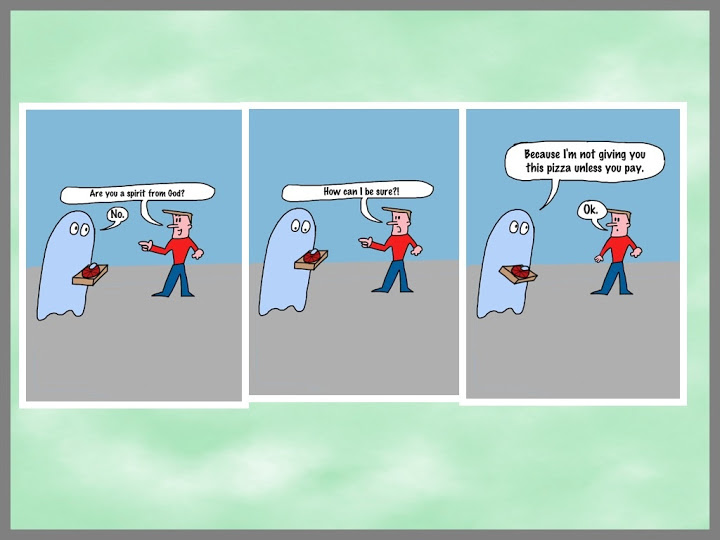 Are you a spirit from God?
No.
How can I be sure?!
Because I'm not giving you
this pizza unless you pay.
Ok.